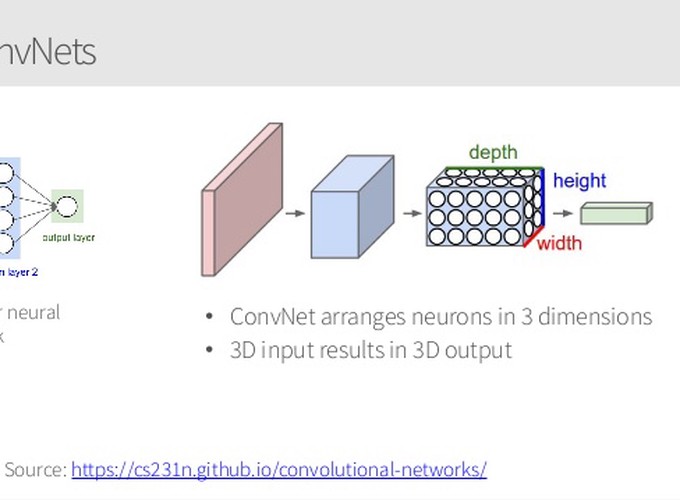 nvNets
depth
height
width
output layer
n layer 2
r neural
k
• ConvNet arranges neurons in 3 dimensions
• 3D input results in 3D output
Source: https://cs231n.github.io/convolutional-networks/